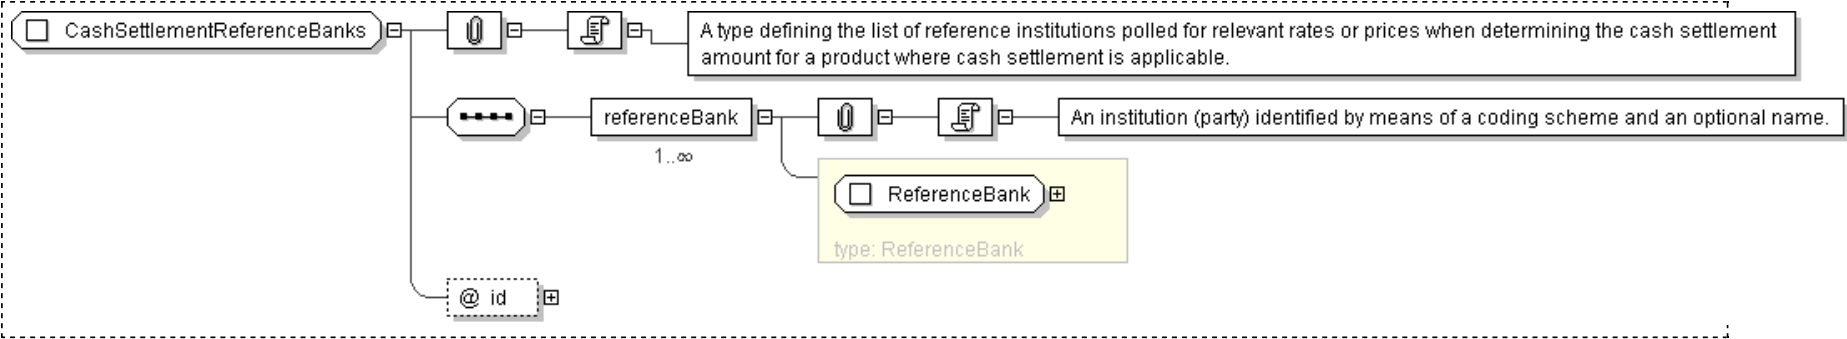 CashSettlementReferenceBanks
A type defining the list of reference institutions polled for relevant rates or prices when determining the cash settlement
amount for a product where cash settlement is applicable.
referenceBank
An institution (party) identified by means of a coding scheme and an optional name.
1..∞
ReferenceBank
type: ReferenceBank
@ id